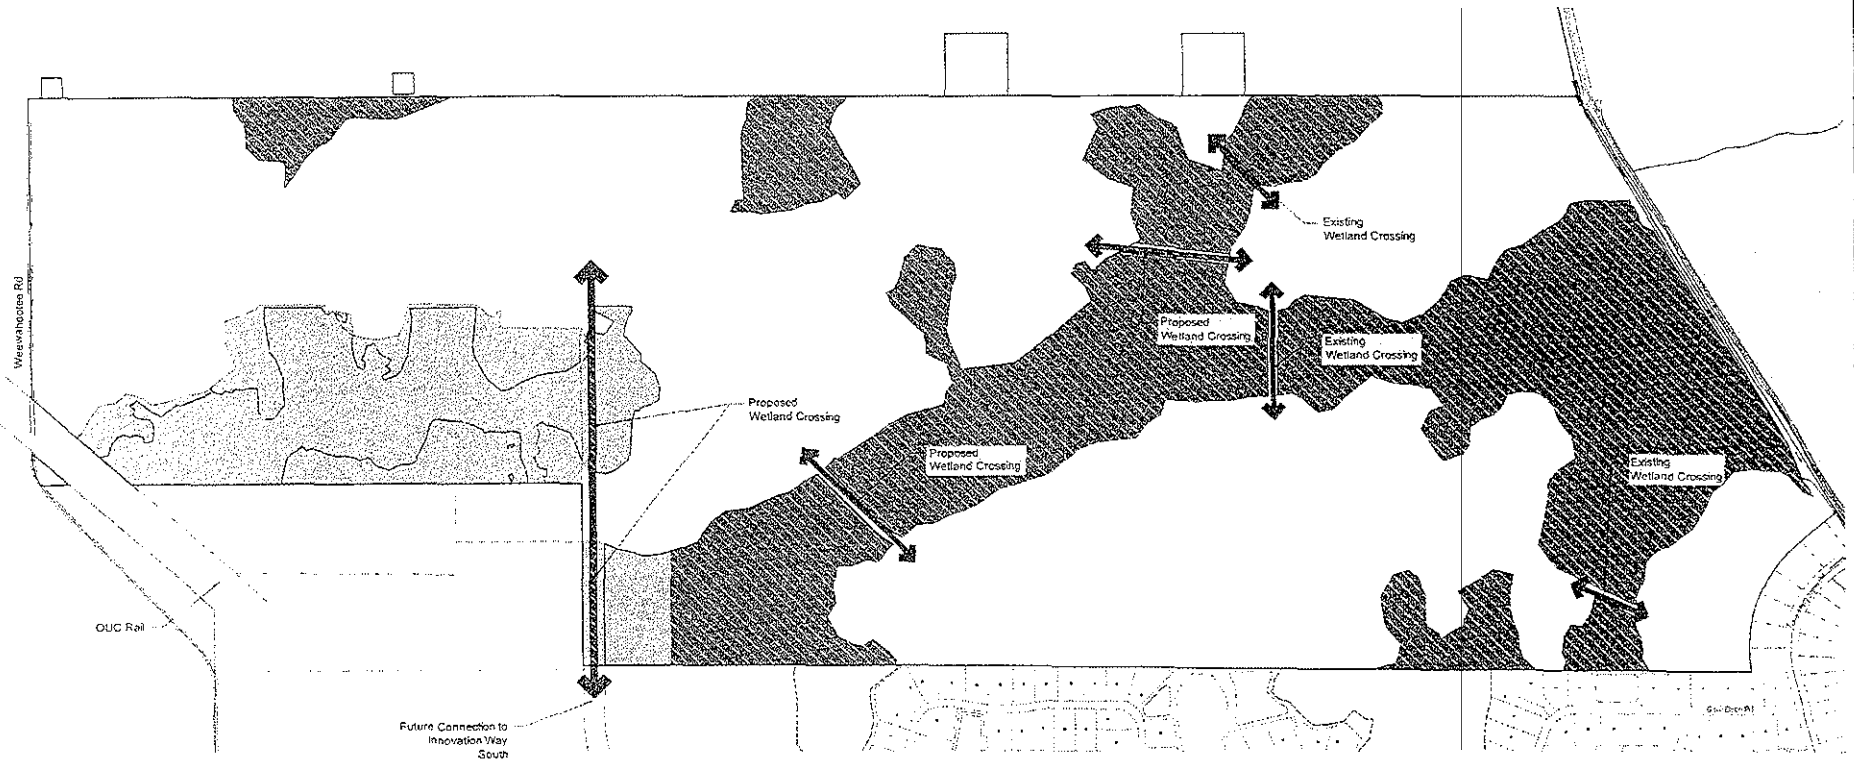 Existing
Wetland Crossing
Weewahootee Rd
Proposed
Wetland Crossing
Existing
Wetland Crossing
Proposed
Wetland Crossing
Proposed
Wetland Crossing
Existing
Wetland Crossing
OUC Rail
Future Connection to
Innovation Way
South